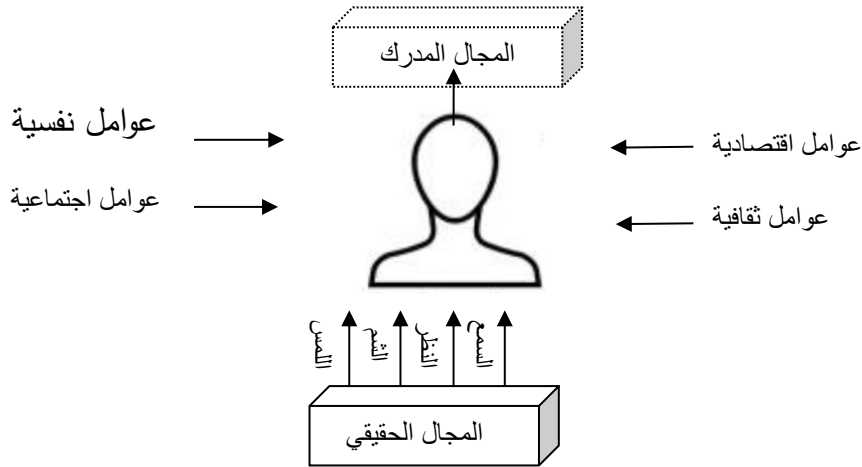 المجال المدرك
عوامل نفسية
عوامل اقتصادية
عوامل اجتماعية
عوامل ثقافية
السمع
النظر
الشم
اللمس
المجال الحقيقي